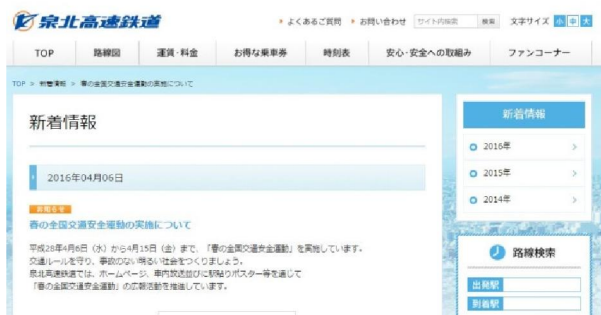 泉北高速鉄道
よくあるご質問 お問い合わせ サイト内検索 検索 文字サイズ 小 中 大
TOP 路線図 運賃・料金 お得な乗車券 時刻表 安心・安全への取組み ファンコーナー
TOP > 新着情報 > 春の全国交通安全運動の実施について
新着情報
2016年04月06日
お知らせ
春の全国交通安全運動の実施について
平成28年4月6日(水)から4月15日(金)まで、「春の全国交通安全運動」を実施しています。
交通ルールを守り、事故のない明るい社会をつくりましょう。
泉北高速鉄道では、ホームページ、車内放送並びに駅貼りポスター等を通じて
「春の全国交通安全運動」の広報活動を推進しています。
新着情報
2016年
2015年
2014年
路線検索
出発駅
到着駅